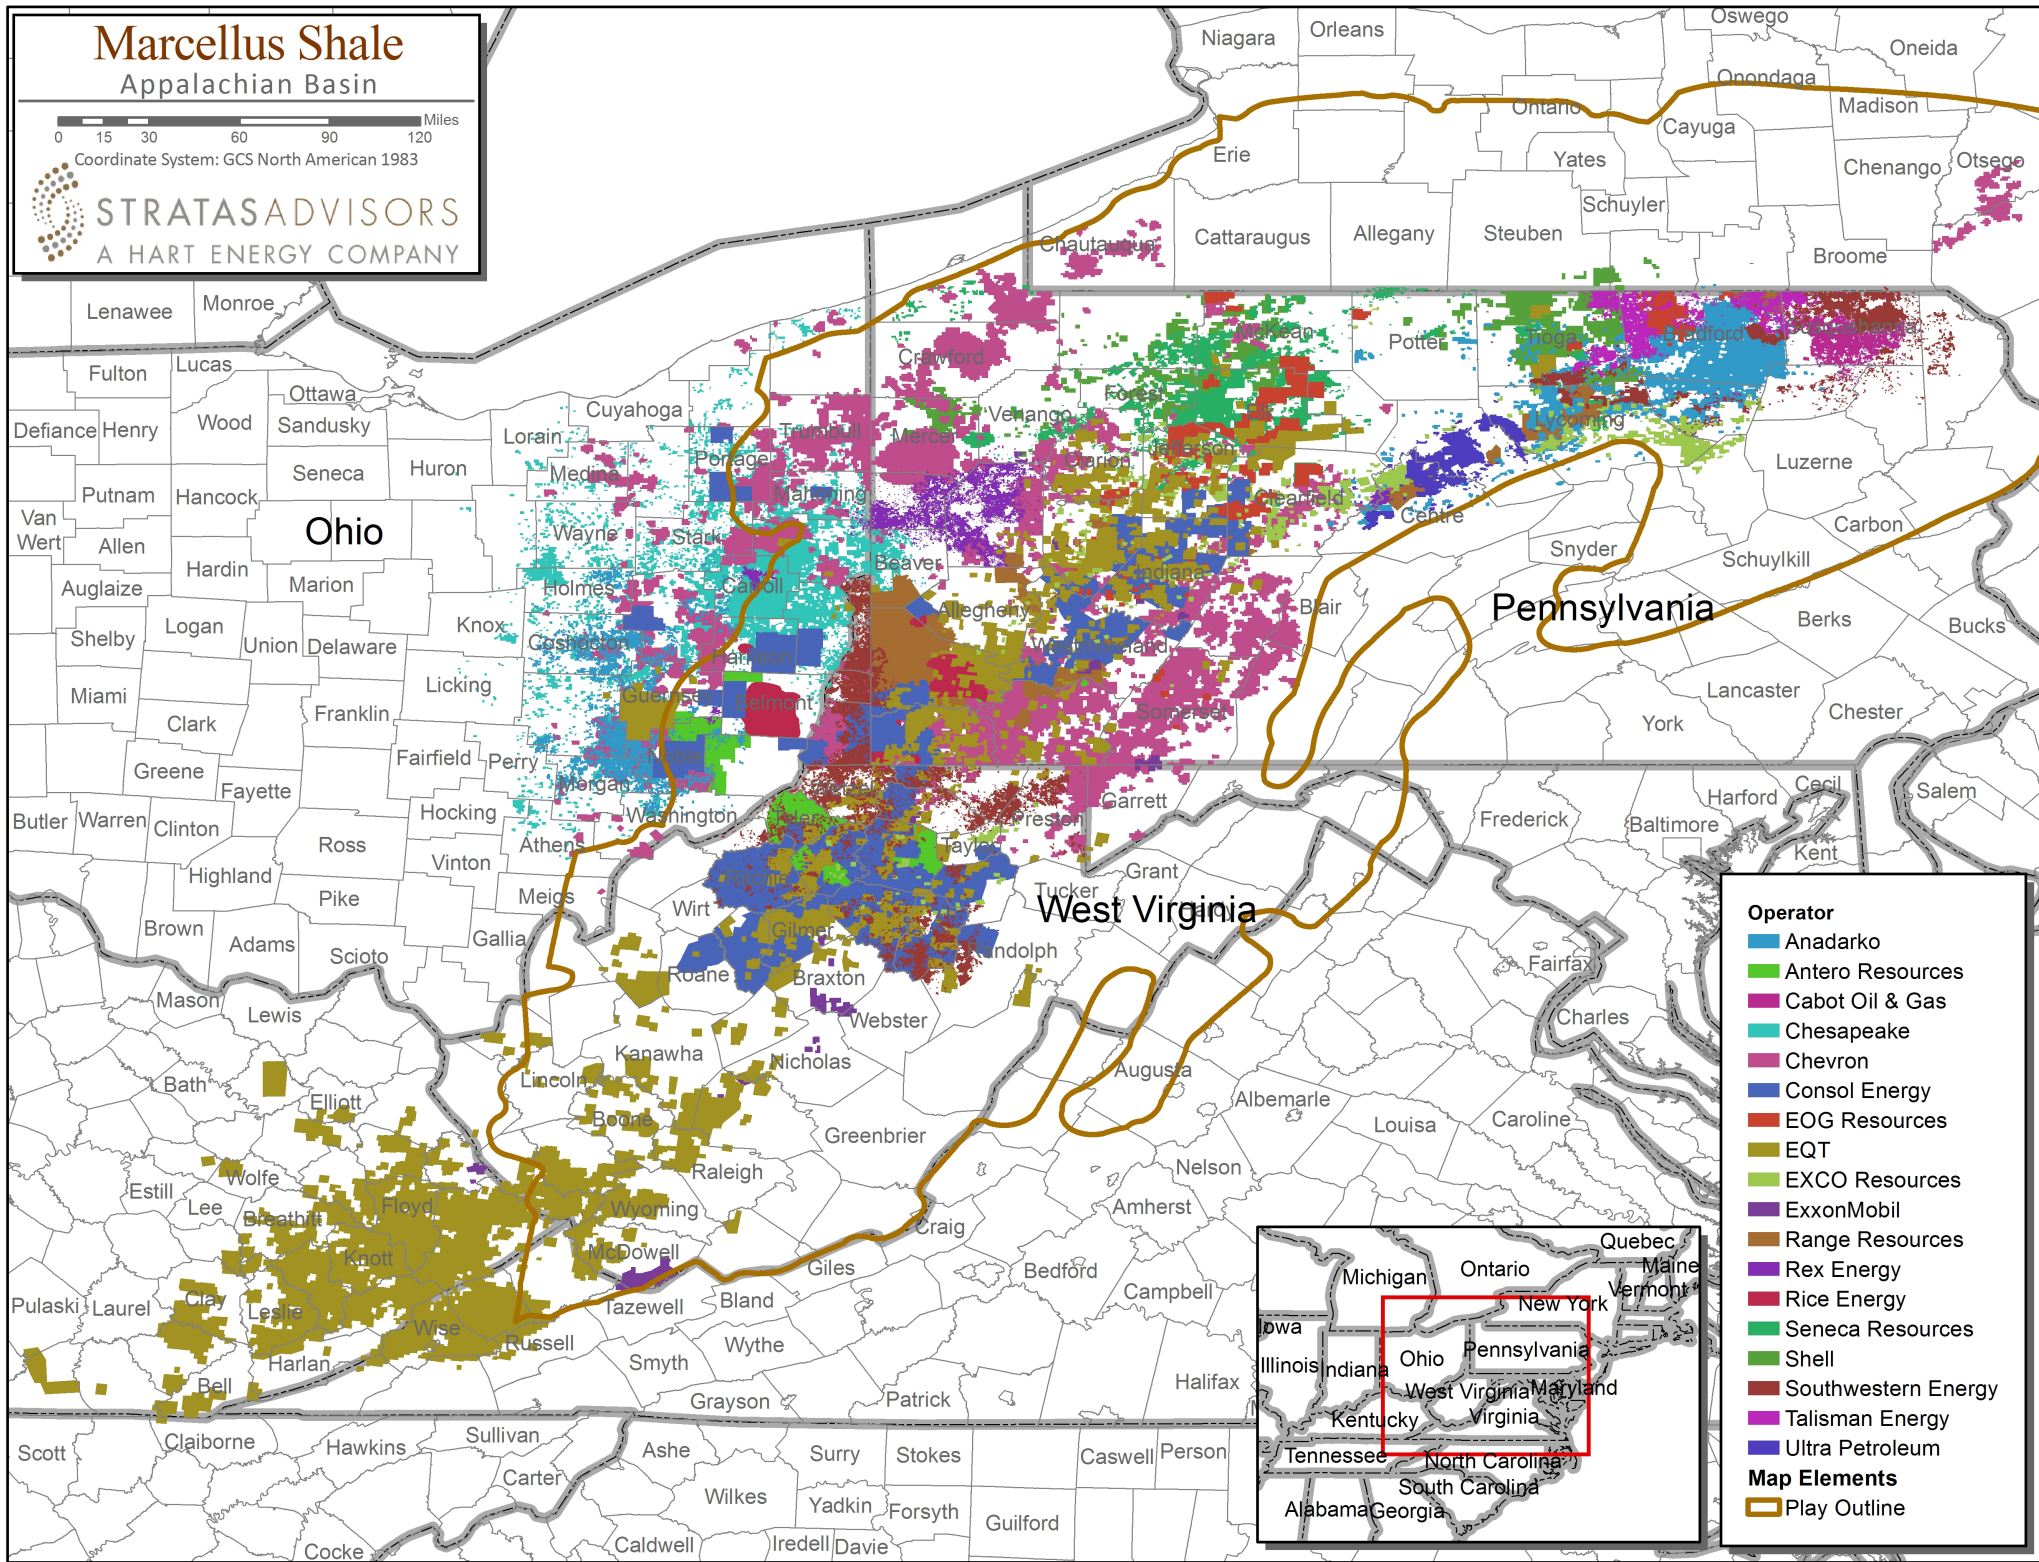 Marcellus Shale
Appalachian Basin
Miles
0 15 30 60 90 120
Coordinate System: GCS North American 1983
STRATASADVISORS
A HART ENERGY COMPANY
Niagara
Orleans
Oswego
Oneida
Onondaga
Ontario
Madison
Cayuga
Erie
Yates
Chenango
Otsego
Schuyler
Chautauqua
Cattaraugus
Allegany
Steuben
Broome
Lenawee
Monroe
McKean
Potter
Tioga
Bradford
Susquehanna
Fulton
Lucas
Crawford
Ottawa
Cuyahoga
Forest
Venango
Elk
Lycoming
Defiance
Henry
Wood
Sandusky
Lorain
Trumbull
Mercer
Jefferson
Clarion
Seneca
Huron
Medina
Portage
Luzerne
Putnam
Hancock
Mahoning
Clearfield
Centre
Van
Wert
Allen
Ohio
Wayne
Stark
Carbon
Snyder
Schuylkill
Hardin
Marion
Beaver
Indiana
Auglaize
Holmes
Carroll
Allegheny
Blair
Pennsylvania
Berks
Bucks
Shelby
Logan
Union
Delaware
Knox
Coshocton
Harrison
Westmoreland
Miami
Licking
Guernsey
Belmont
Lancaster
Clark
Franklin
Somerset
York
Chester
Greene
Fairfield
Perry
Noble
Fayette
Morgan
Wetzel
Garrett
Harford
Cecil
Salem
Butler
Warren
Clinton
Hocking
Washington
Tyler
Preston
Frederick
Baltimore
Ross
Athens
Taylor
Kent
Highland
Vinton
Ritchie
Grant
Pike
Meigs
Wirt
Tucker
West Virginia
Hardy
Brown
Adams
Scioto
Gallia
Gilmer
Randolph
Roane
Braxton
Fairfax
Mason
Lewis
Webster
Charles
Kanawha
Nicholas
Augusta
Bath
Lincoln
Elliott
Boone
Albemarle
Louisa
Caroline
Greenbrier
Raleigh
Nelson
Wolfe
Estill
Lee
Breathitt
Floyd
Wyoming
Amherst
Craig
Knott
McDowell
Giles
Bedford
Campbell
Pulaski
Laurel
Clay
Leslie
Tazewell
Bland
Wise
Russell
Wythe
Harlan
Smyth
Bell
Grayson
Patrick
Halifax
Scott
Claiborne
Hawkins
Sullivan
Ashe
Surry
Stokes
Caswell
Person
Carter
Wilkes
Yadkin
Forsyth
Guilford
Cocke
Caldwell
Iredell
Davie
Operator
Anadarko
Antero Resources
Cabot Oil & Gas
Chesapeake
Chevron
Consol Energy
EOG Resources
EQT
EXCO Resources
ExxonMobil
Range Resources
Rex Energy
Rice Energy
Seneca Resources
Shell
Southwestern Energy
Talisman Energy
Ultra Petroleum
Map Elements
Play Outline
Quebec
Michigan
Ontario
Maine
Vermont
New York
Iowa
Illinois
Indiana
Ohio
Pennsylvania
West Virginia
Maryland
Kentucky
Virginia
Tennessee
North Carolina
South Carolina
Alabama
Georgia